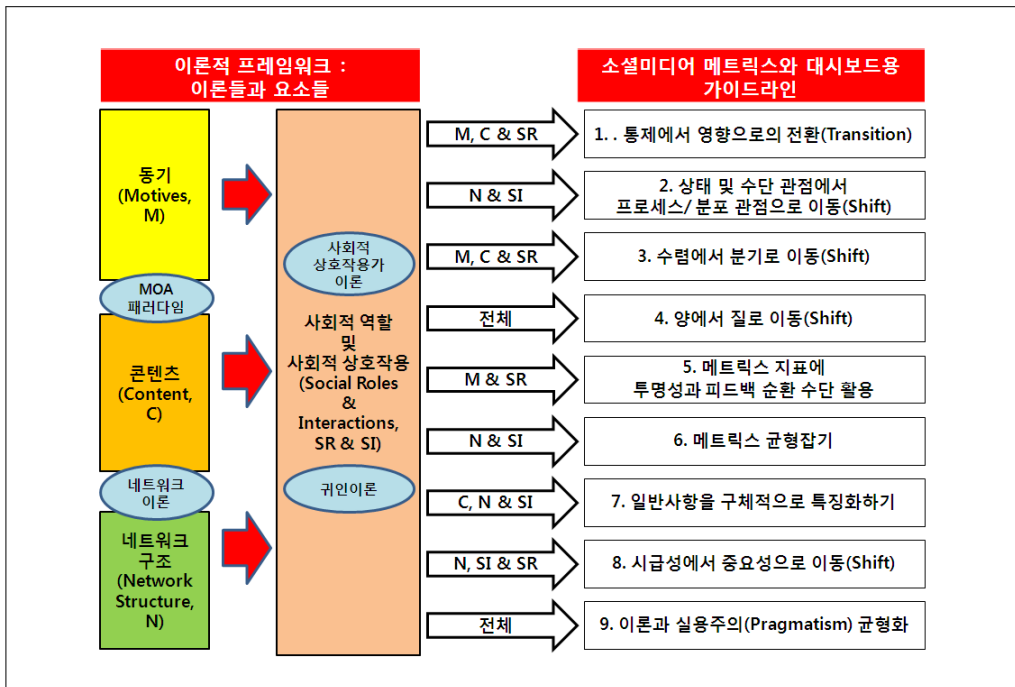 이론적 프레임워크 :
이론들과 요소들
소셜미디어 메트릭스와 대시보드용
가이드라인
동기
(Motives,
M)
MOA
패러다임
콘텐츠
(Content,
C)
네트워크
이론
네트워크
구조
(Network
Structure,
N)
사회적
상호작용가
이론
사회적 역할
및
사회적 상호작용
(Social Roles
&
Interactions,
SR & SI)
귀인이론
M, C & SR
1. . 통제에서 영향으로의 전환(Transition)
N & SI
2. 상태 및 수단 관점에서
프로세스/ 분포 관점으로 이동(Shift)
M, C & SR
3. 수렴에서 분기로 이동(Shift)
전체
4. 양에서 질로 이동(Shift)
M & SR
5. 메트릭스 지표에
투명성과 피드백 순환 수단 활용
N & SI
6. 메트릭스 균형잡기
C, N & SI
7. 일반사항을 구체적으로 특징화하기
N, SI & SR
8. 시급성에서 중요성으로 이동(Shift)
전체
9. 이론과 실용주의(Pragmatism) 균형화